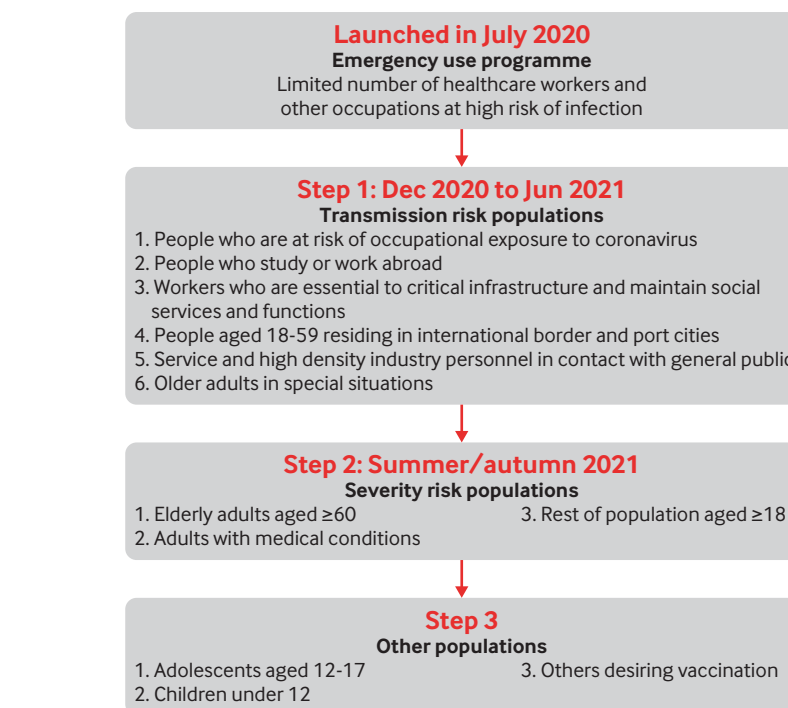 Launched in July 2020
Emergency use programme
Limited number of healthcare workers and
other occupations at high risk of infection
Step 1: Dec 2020 to Jun 2021
Transmission risk populations
1. People who are at risk of occupational exposure to coronavirus
2. People who study or work abroad
3. Workers who are essential to critical infrastructure and maintain social
services and functions
4. People aged 18-59 residing in international border and port cities
5. Service and high density industry personnel in contact with general public
6. Older adults in special situations
Step 2: Summer/autumn 2021
Severity risk populations
1. Elderly adults aged ≥60
2. Adults with medical conditions
3. Rest of population aged ≥18
Step 3
Other populations
1. Adolescents aged 12-17
2. Children under 12
3. Others desiring vaccination